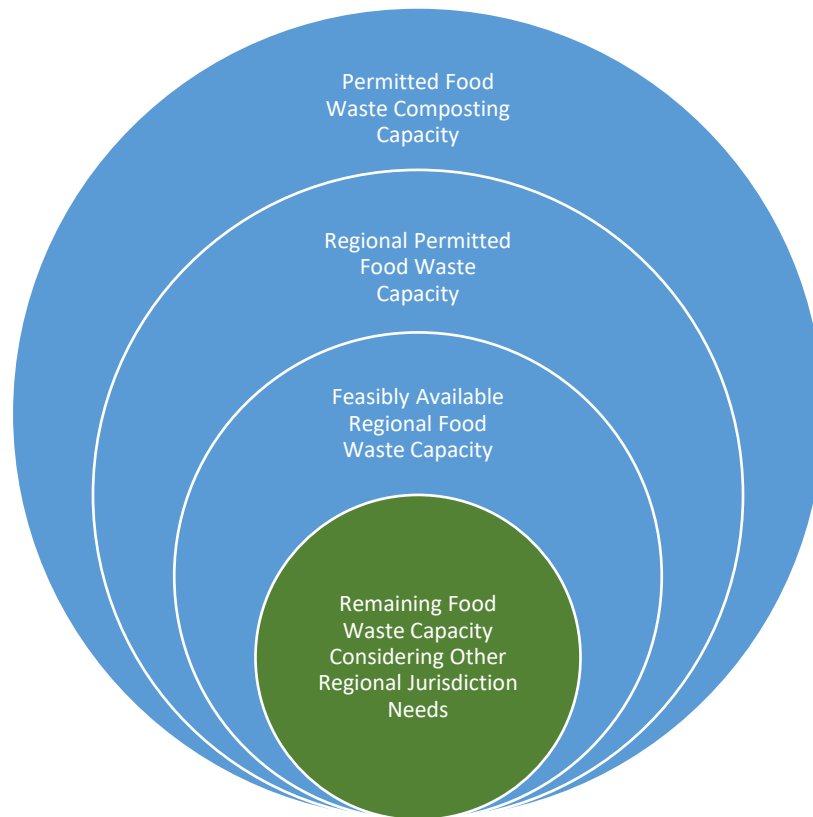 Permitted Food
Waste Composting
Capacity
Regional Permitted
Food Waste
Capacity
Feasibly Available
Regional Food
Waste Capacity
Remaining Food
Waste Capacity
Considering Other
Regional Jurisdiction
Needs